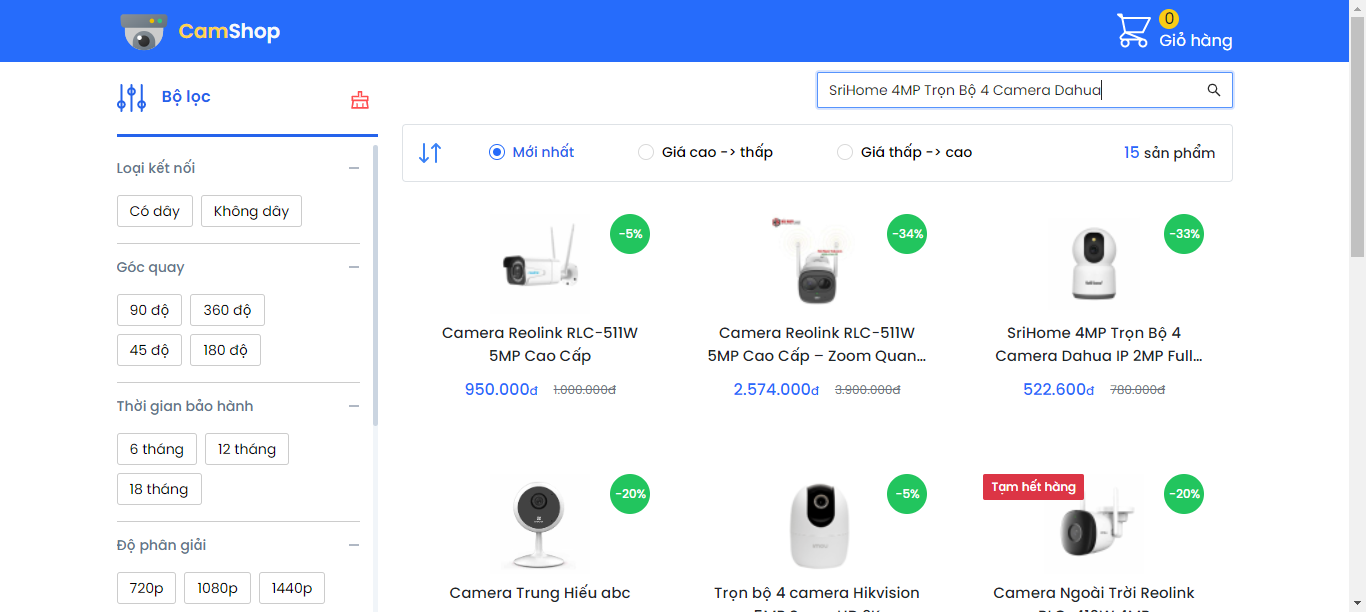 CamShop
0
Giỏ hàng
Bộ lọc
SriHome 4MP Trọn Bộ 4 Camera Dahua
Mới nhất
Giá cao -> thấp
Giá thấp -> cao
15 sản phẩm
Loại kết nối
Có dây
Không dây
Góc quay
90 độ
360 độ
45 độ
180 độ
Thời gian bảo hành
6 tháng
12 tháng
18 tháng
Độ phân giải
720p
1080p
1440p
-5%
Camera Reolink RLC-511W
5MP Cao Cấp
950.000đ 1.000.000đ
-34%
Camera Reolink RLC-511W
5MP Cao Cấp – Zoom Quan...
2.574.000đ 3.900.000đ
-33%
SriHome 4MP Trọn Bộ 4
Camera Dahua IP 2MP Full...
522.600đ 780.000đ
-20%
Camera Trung Hiếu abc
-5%
Trọn bộ 4 camera Hikvision
Tạm hết hàng
-20%
Camera Ngoài Trời Reolink